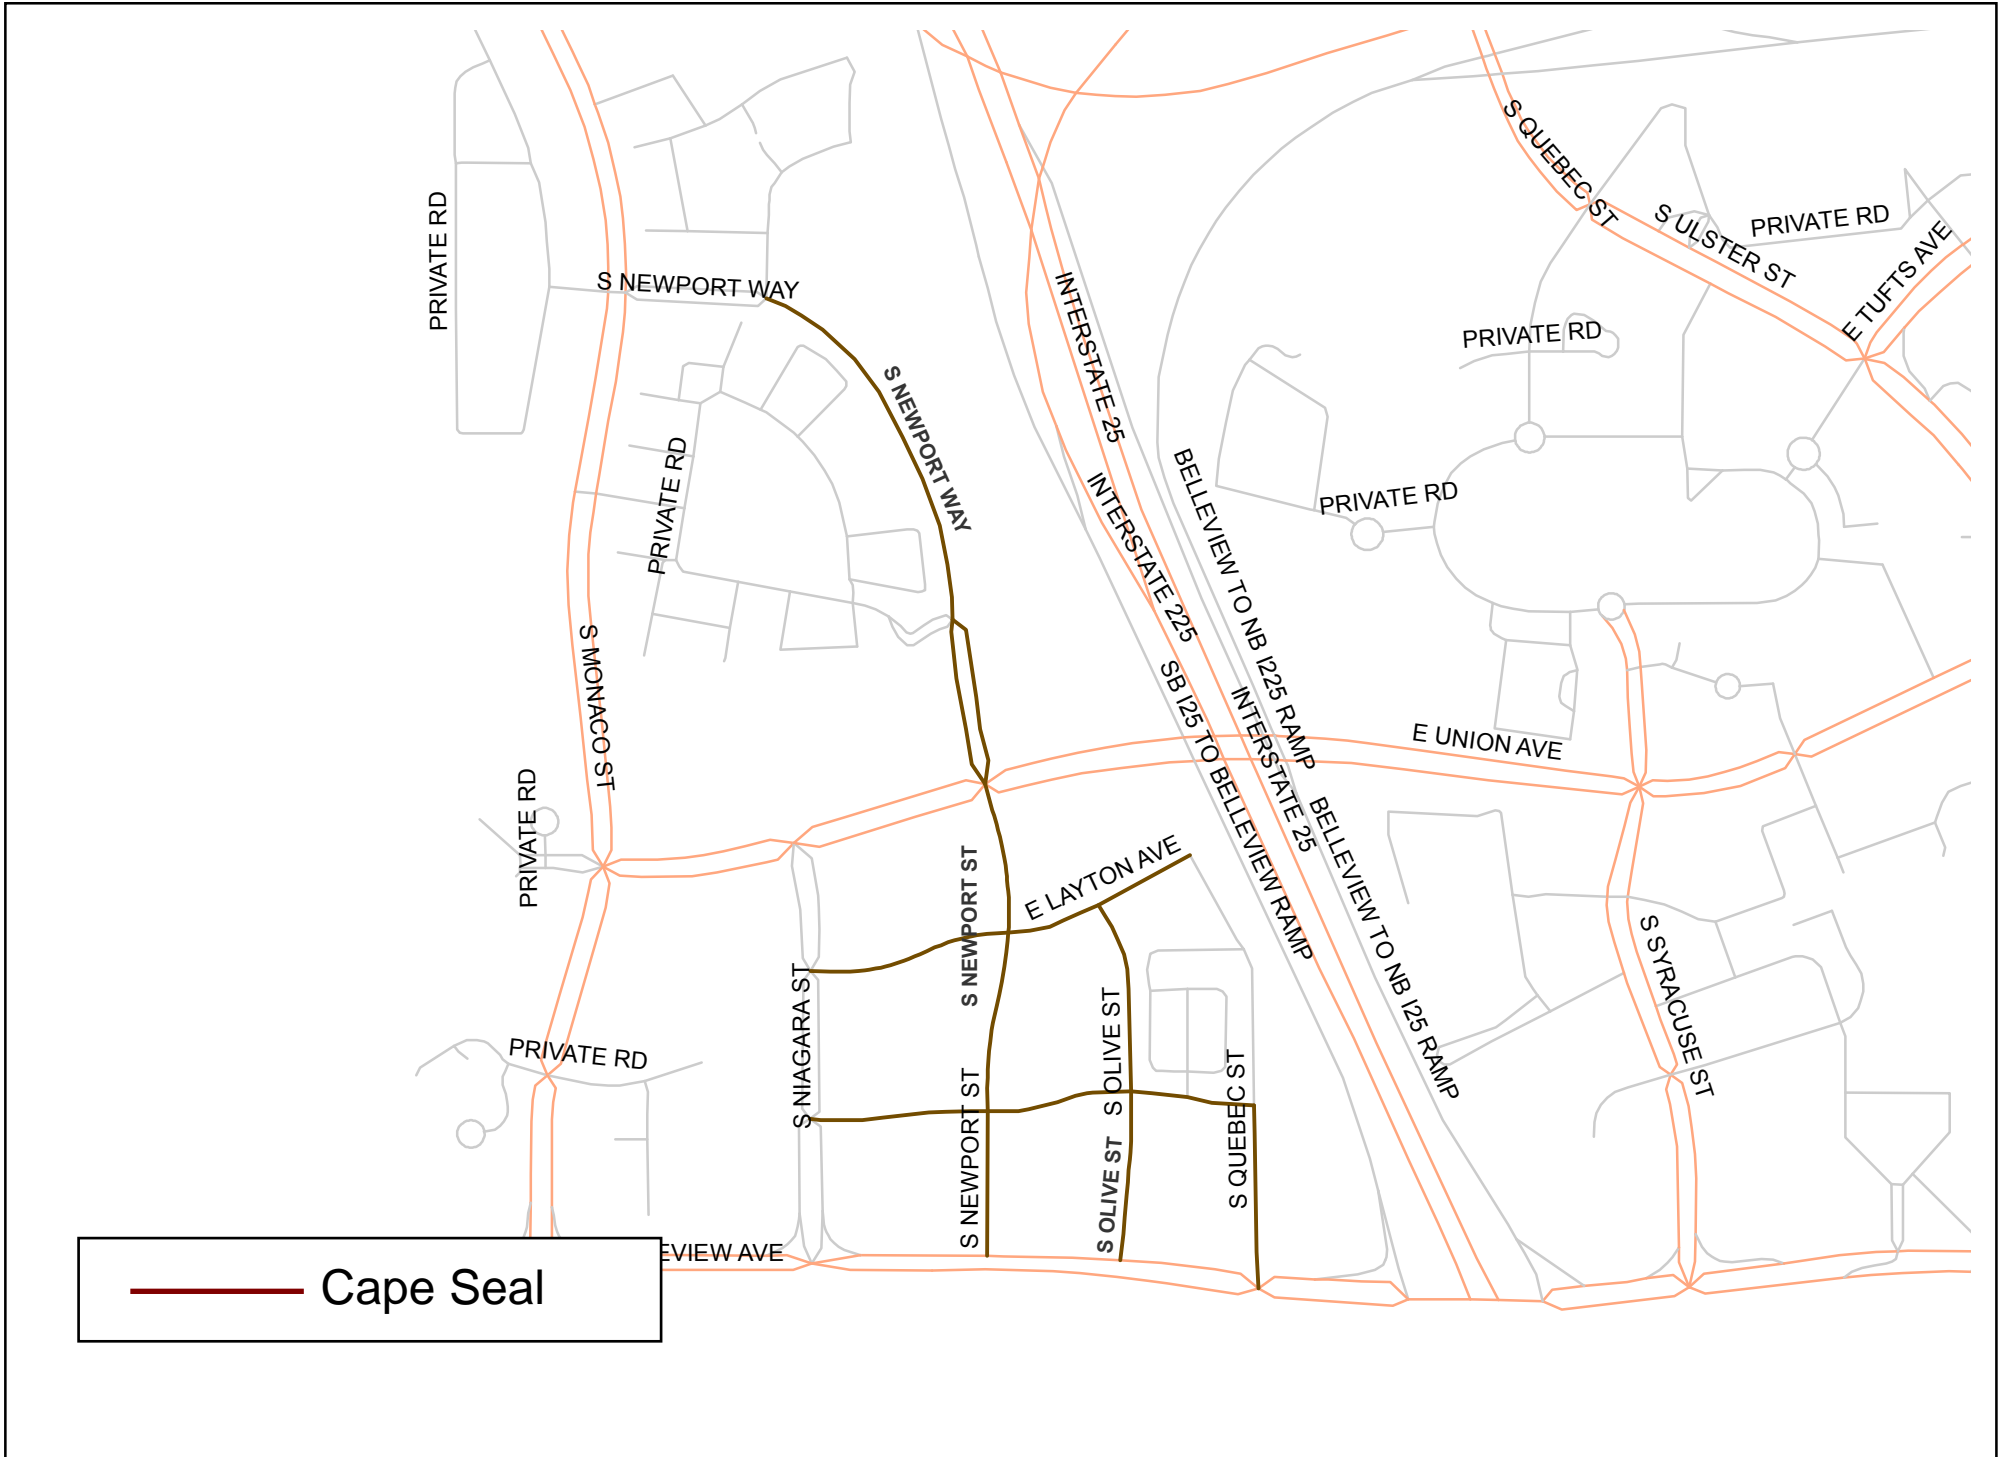 S QUEBEC ST
S ULSTER ST
PRIVATE RD
E TUFTS AVE
PRIVATE RD
S NEWPORT WAY
INTERSTATE 25
PRIVATE RD
S NEWPORT WAY
PRIVATE RD
PRIVATE RD
INTERSTATE 225
BELLEVIEW TO NB I225 RAMP
S MONACO ST
SB I25 TO BELLEVIEW RAMP
INTERSTATE 25
E UNION AVE
PRIVATE RD
BELLEVIEW TO NB I25 RAMP
E LAYTON AVE
S NEWPORT ST
S NIAGARA ST
S OLIVE ST
S SYRACUSE ST
PRIVATE RD
S NEWPORT ST
S OLIVE ST
S QUEBEC ST
EVIEW AVE
Cape Seal